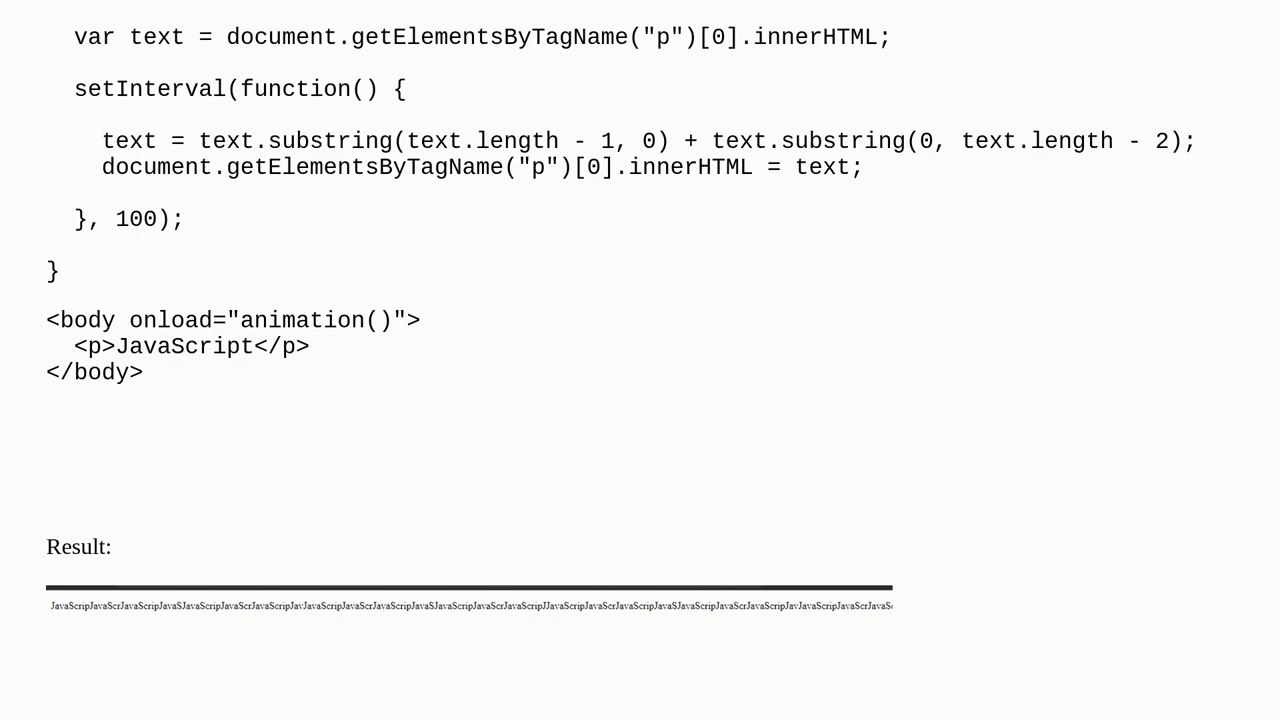 var text = document.getElementsByTagName("p")[0].innerHTML;
setInterval(function() {
text = text.substring(text.length - 1, 0) + text.substring(0, text.length - 2);
document.getElementsByTagName("p")[0].innerHTML = text;
}, 100);
}
<body onload="animation()">
<p>JavaScript</p>
</body>
Result:
JavaScripJavaScrJavaScripJavaSJavaScripJavaScrJavaScripJavJavaScripJavaScrJavaScripJavaSJavaScripJavaScrJavaScripJJavaScripJavaScrJavaScripJavaSJavaScripJavaScrJavaScripJavJavaScripJavaScrJavaSc